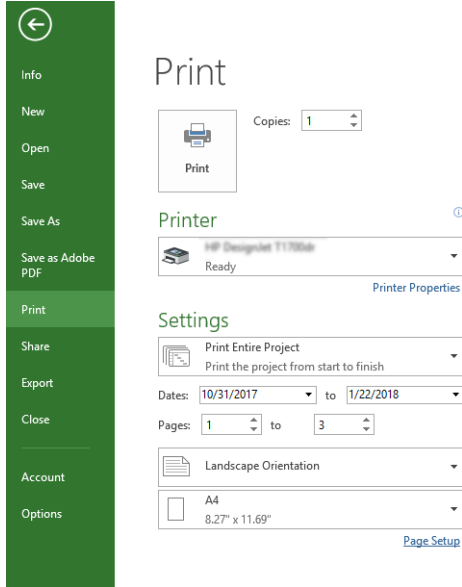 Info
New
Open
Save
Save As
Save as Adobe
PDF
Print
Share
Export
Close
Account
Options
Print
Copies: 1
Print
Printer
Ready
Printer Properties
Settings
Print Entire Project
Print the project from start to finish
Dates: 10/31/2017 to 1/22/2018
Pages: 1 to 3
Landscape Orientation
A4
8.27" x 11.69"
Page Setup